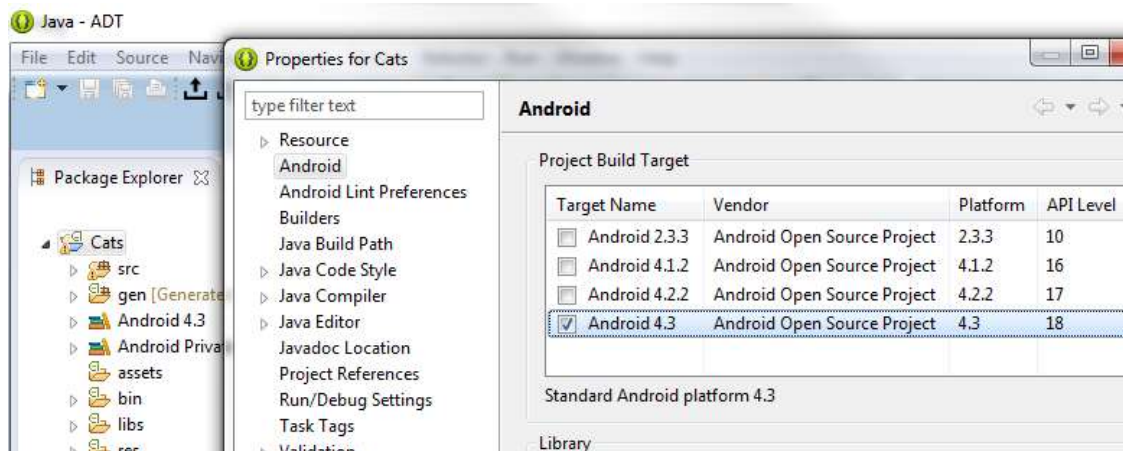 Java - ADT
File Edit Source Navi
Properties for Cats
type filter text
Resource
Android
Android Lint Preferences
Builders
Java Build Path
Java Code Style
Java Compiler
Java Editor
Javadoc Location
Project References
Run/Debug Settings
Task Tags
Validation
Package Explorer
Cats
src
gen [Generate
Android 4.3
Android Priva
assets
bin
libs
res
Android
Project Build Target
Target Name Vendor Platform API Level
Android 2.3.3 Android Open Source Project 2.3.3 10
Android 4.1.2 Android Open Source Project 4.1.2 16
Android 4.2.2 Android Open Source Project 4.2.2 17
Android 4.3 Android Open Source Project 4.3 18
Standard Android platform 4.3
Library